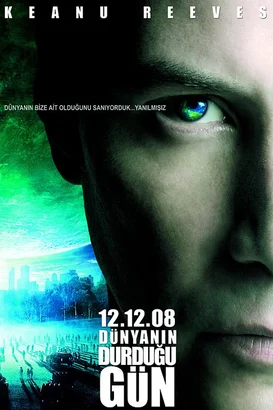 KEANU REEVES
DÜNYANIN BİZE AİT OLDUĞUNU SANIYORDUK...YANILMIŞIZ
12.12.08
DÜNYANIN
DURDUĞU
GÜN